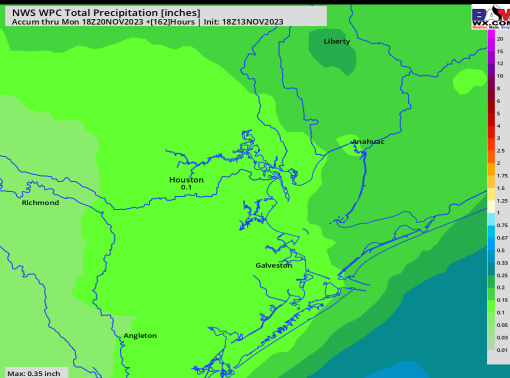 NWS WPC Total Precipitation [inches]
Accum thru Mon 18Z20NOV2023 +[162]Hours | Init: 18Z13NOV2023
WX.COM
Liberty
Anahuac
Houston
0.1
Richmond
Galveston
Angleton
Max: 0.35 inch
20
15
12
10
8
6
5
4
3
2.5
2
1.75
1.5
1.25
1
0.75
0.67
0.5
0.33
0.25
0.2
0.15
0.1
0.05
0.03
0.01